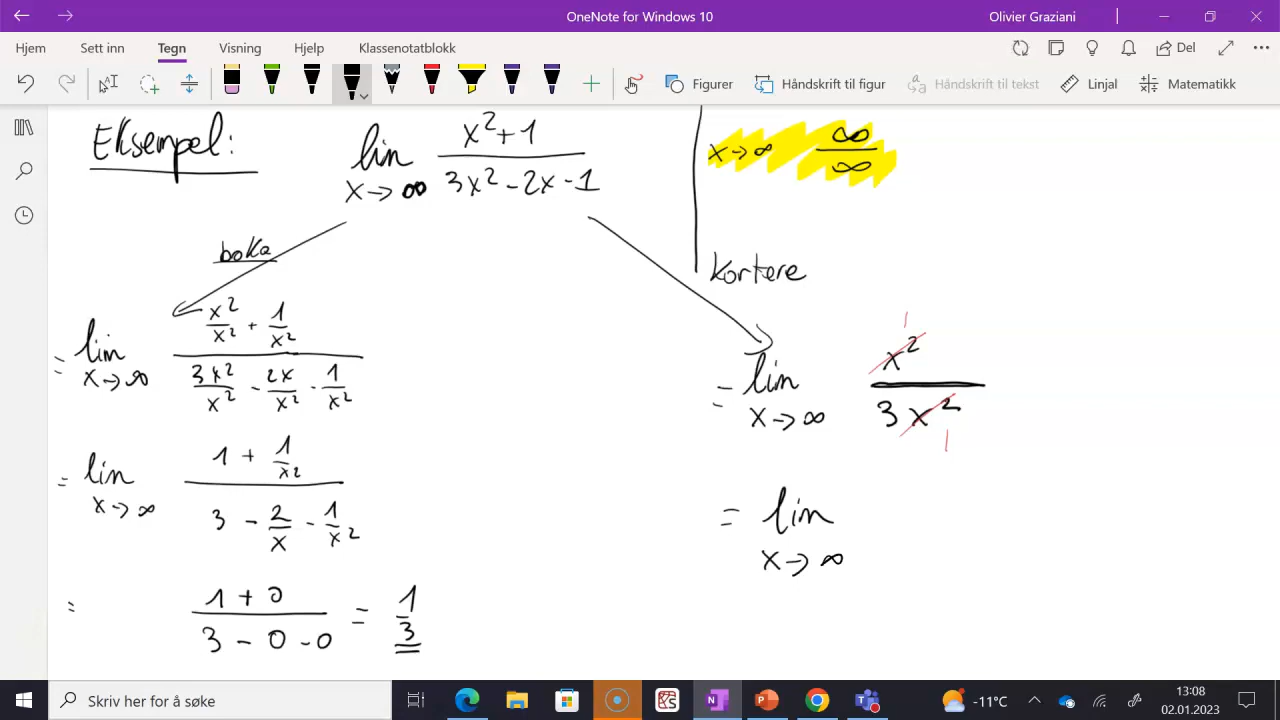 OneNote for Windows 10
Olivier Graziani
Hjem Sett inn Tegn Visning Hjelp Klassenotatblokk Del
Figurer Håndskrift til figur Håndskrift til tekst Linjal Matematikk
Eksempel: lim x→∞ (x²+1)/(3x²-2x-1)
x→∞ ∞/∞
boka
kortere
= lim x→∞ (x²/x² + 1/x²)/(3x²/x² - 2x/x² - 1/x²)
= lim x→∞ x²/3x² 1 1
= lim x→∞ (1 + 1/x²)/(3 - 2/x - 1/x²)
= lim x→∞
= (1+0)/(3-0-0) = 1/3
Skriv her for å søke
-11°C
13:08
02.01.2023